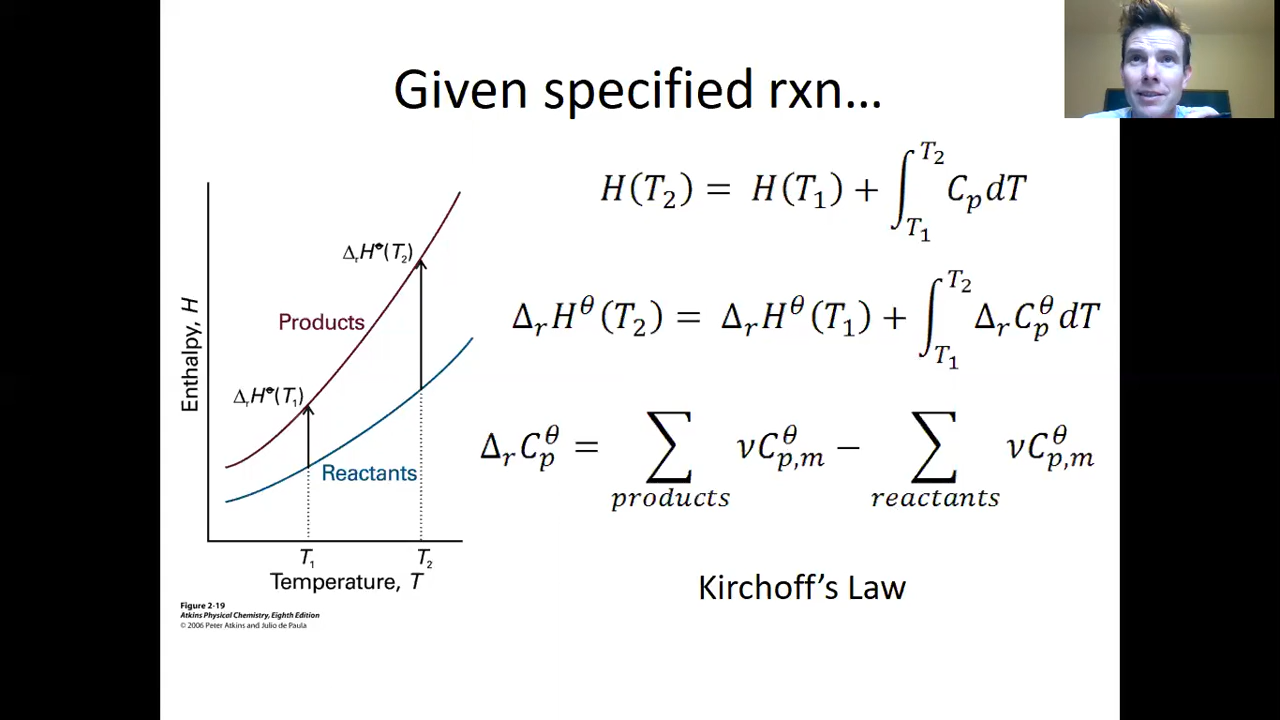 Given specified rxn...
H(T₂) = H(T₁) + ∫_{T₁}^{T₂} C_p dT
Δ_rH^θ(T₂) = Δ_rH^θ(T₁) + ∫_{T₁}^{T₂} Δ_rC_p^θ dT
Δ_rC_p^θ = ∑_{products} νC_{p,m}^θ − ∑_{reactants} νC_{p,m}^θ
Kirchoff's Law
Enthalpy, H
Δ_rH^⦵(T₂)
Products
Δ_rH^⦵(T₁)
Reactants
T₁ T₂
Temperature, T
Figure 2-19
Atkins Physical Chemistry, Eighth Edition
© 2006 Peter Atkins and Julio de Paula